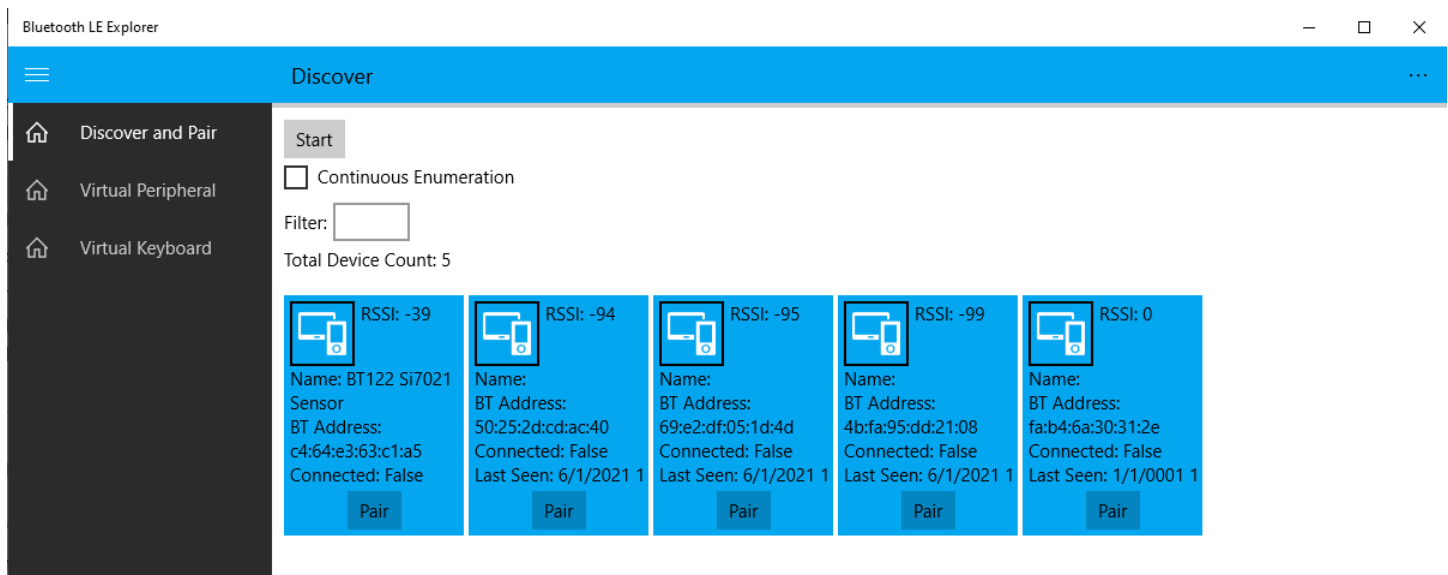 Bluetooth LE Explorer
Discover
...
Discover and Pair
Virtual Peripheral
Virtual Keyboard
Start
Continuous Enumeration
Filter:
Total Device Count: 5
RSSI: -39
Name: BT122 Si7021
Sensor
BT Address:
c4:64:e3:63:c1:a5
Connected: False
Pair
RSSI: -94
Name:
BT Address:
50:25:2d:cd:ac:40
Connected: False
Last Seen: 6/1/2021 1
Pair
RSSI: -95
Name:
BT Address:
69:e2:df:05:1d:4d
Connected: False
Last Seen: 6/1/2021 1
Pair
RSSI: -99
Name:
BT Address:
4b:fa:95:dd:21:08
Connected: False
Last Seen: 6/1/2021 1
Pair
RSSI: 0
Name:
BT Address:
fa:b4:6a:30:31:2e
Connected: False
Last Seen: 1/1/0001 1
Pair